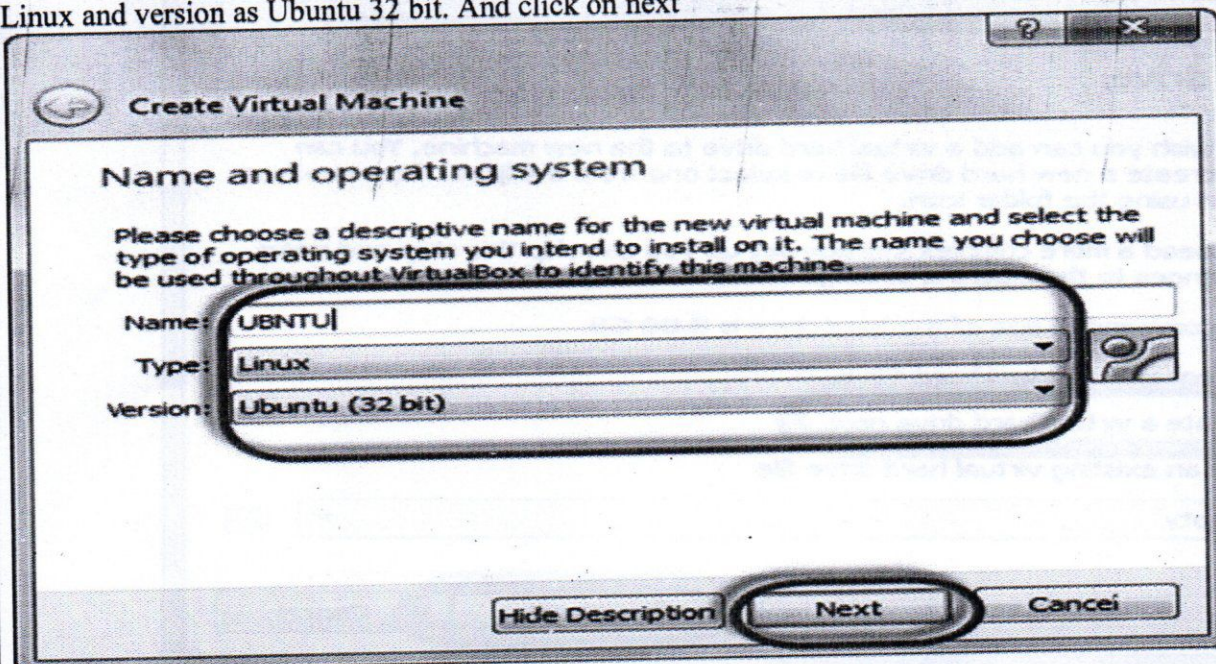 Linux and version as Ubuntu 32 bit. And click on next
Create Virtual Machine
Name and operating system
Please choose a descriptive name for the new virtual machine and select the
type of operating system you intend to install on it. The name you choose will
be used throughout VirtualBox to identify this machine.
Name: UBNTU
Type: Linux
Version: Ubuntu (32 bit)
Hide Description Next Cancel